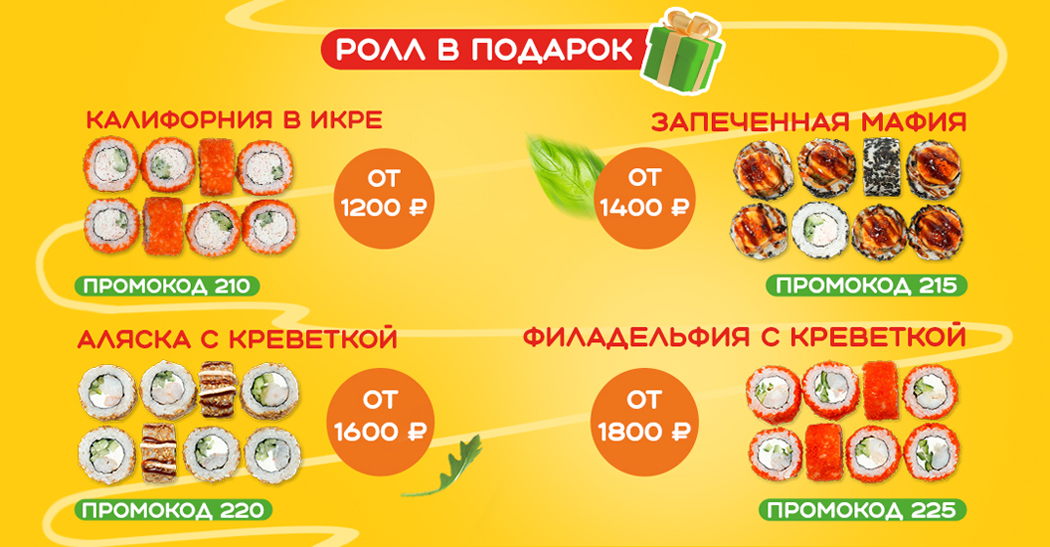 РОЛЛ В ПОДАРОК
КАЛИФОРНИЯ В ИКРЕ
ОТ
1200 ₽
ПРОМОКОД 210
ЗАПЕЧЕННАЯ МАФИЯ
ОТ
1400 ₽
ПРОМОКОД 215
АЛЯСКА С КРЕВЕТКОЙ
ОТ
1600 ₽
ПРОМОКОД 220
ФИЛАДЕЛЬФИЯ С КРЕВЕТКОЙ
ОТ
1800 ₽
ПРОМОКОД 225